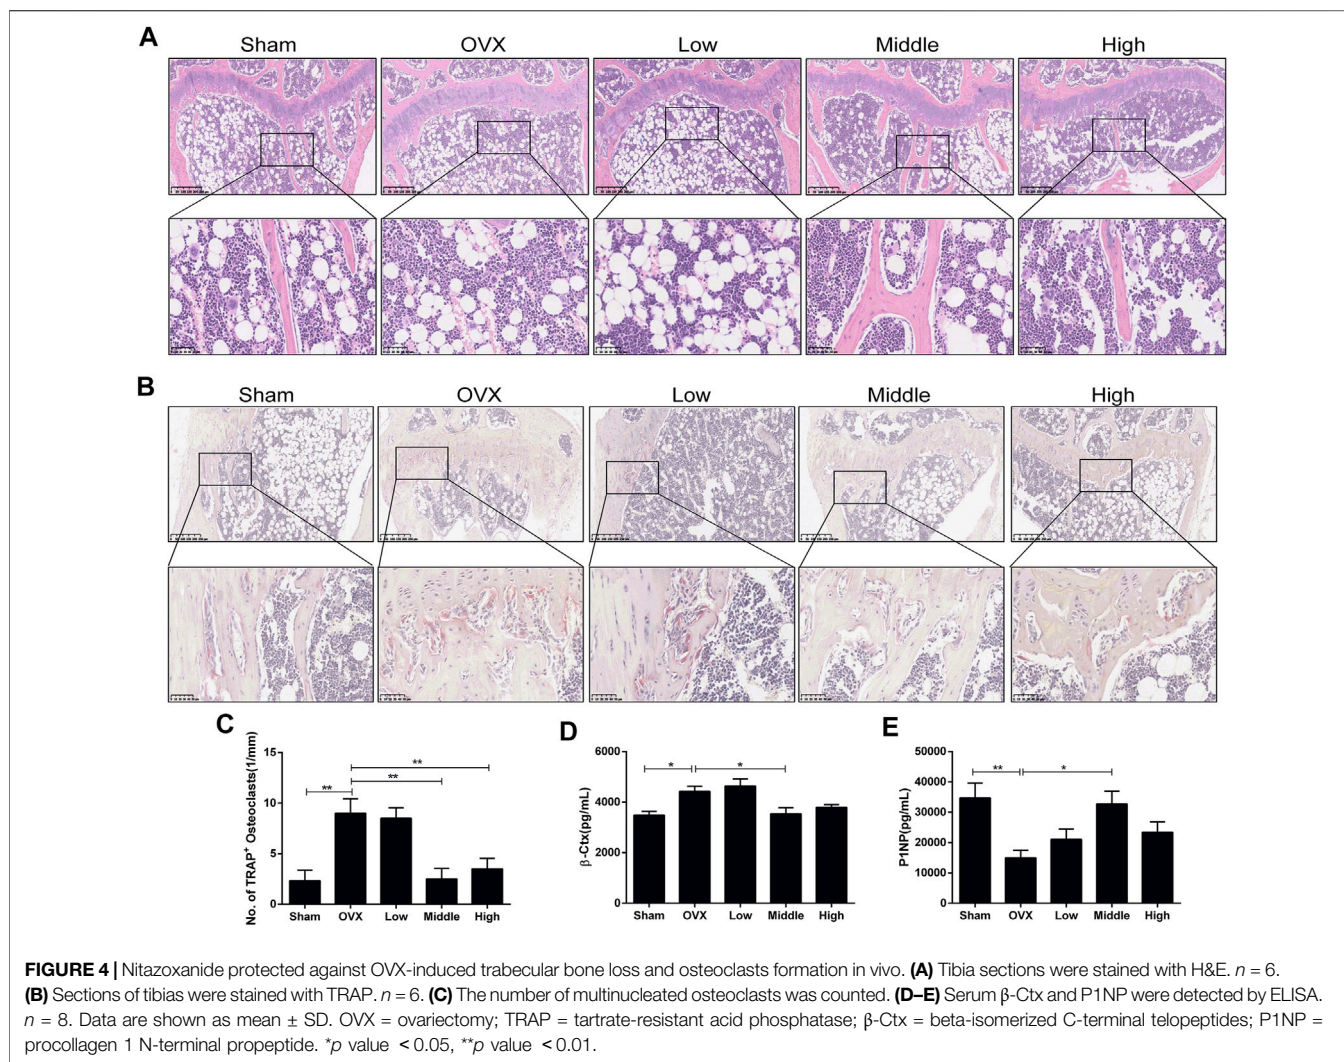 A
Sham OVX Low Middle High
B
Sham OVX Low Middle High
C
No. of TRAP⁺ Osteoclasts(1/mm)
15
10
5
0
** ** **
Sham OVX Low Middle High
D
β-Ctx(pg/mL)
6000
4000
2000
0
* *
Sham OVX Low Middle High
E
P1NP(pg/mL)
50000
40000
30000
20000
10000
0
** *
Sham OVX Low Middle High
FIGURE 4 | Nitazoxanide protected against OVX-induced trabecular bone loss and osteoclasts formation in vivo. (A) Tibia sections were stained with H&E. n = 6.
(B) Sections of tibias were stained with TRAP. n = 6. (C) The number of multinucleated osteoclasts was counted. (D–E) Serum β-Ctx and P1NP were detected by ELISA.
n = 8. Data are shown as mean ± SD. OVX = ovariectomy; TRAP = tartrate-resistant acid phosphatase; β-Ctx = beta-isomerized C-terminal telopeptides; P1NP =
procollagen 1 N-terminal propeptide. *p value < 0.05, **p value < 0.01.